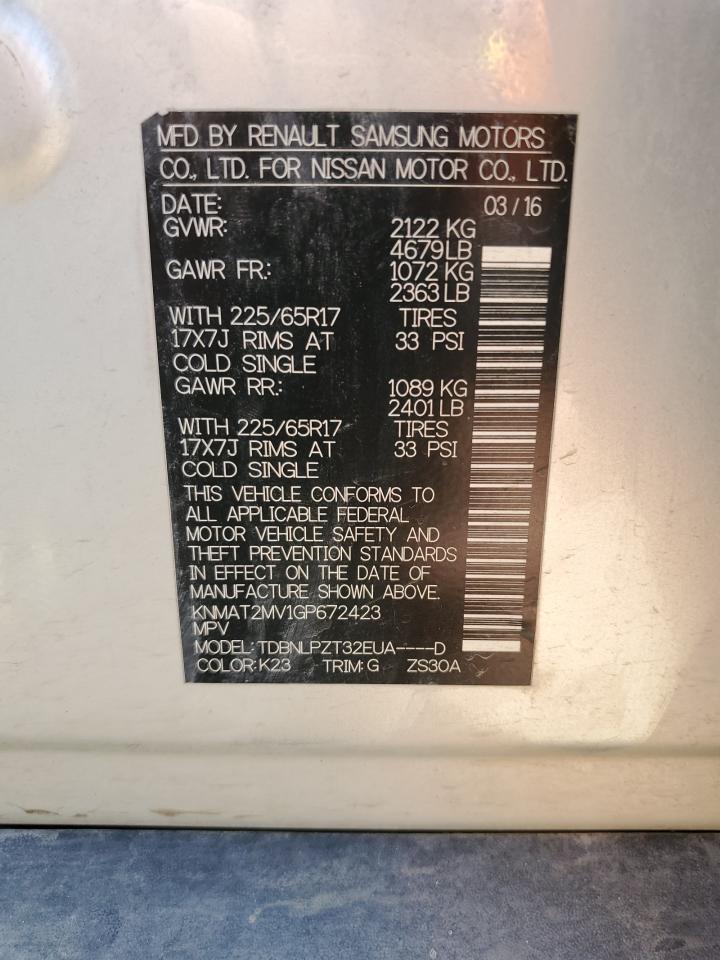 MFD BY RENAULT SAMSUNG MOTORS
CO., LTD. FOR NISSAN MOTOR CO., LTD.
DATE: 03 / 16
GVWR: 2122 KG
4679 LB
GAWR FR.: 1072 KG
2363 LB
WITH 225/65R17 TIRES
17X7J RIMS AT 33 PSI
COLD SINGLE
GAWR RR.: 1089 KG
2401 LB
WITH 225/65R17 TIRES
17X7J RIMS AT 33 PSI
COLD SINGLE
THIS VEHICLE CONFORMS TO
ALL APPLICABLE FEDERAL
MOTOR VEHICLE SAFETY AND
THEFT PREVENTION STANDARDS
IN EFFECT ON THE DATE OF
MANUFACTURE SHOWN ABOVE.
KNMAT2MV1GP672423
MPV
MODEL: TDBNLPZT32EUA----D
COLOR: K23 TRIM: G ZS30A